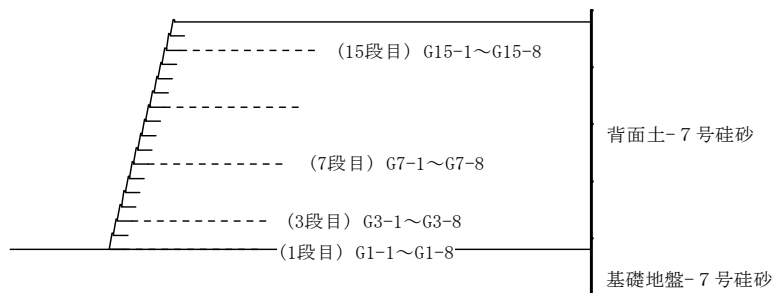 (15段目) G15-1～G15-8
背面土-７号硅砂
(7段目) G7-1～G7-8
(3段目) G3-1～G3-8
(1段目) G1-1～G1-8
基礎地盤-７号硅砂